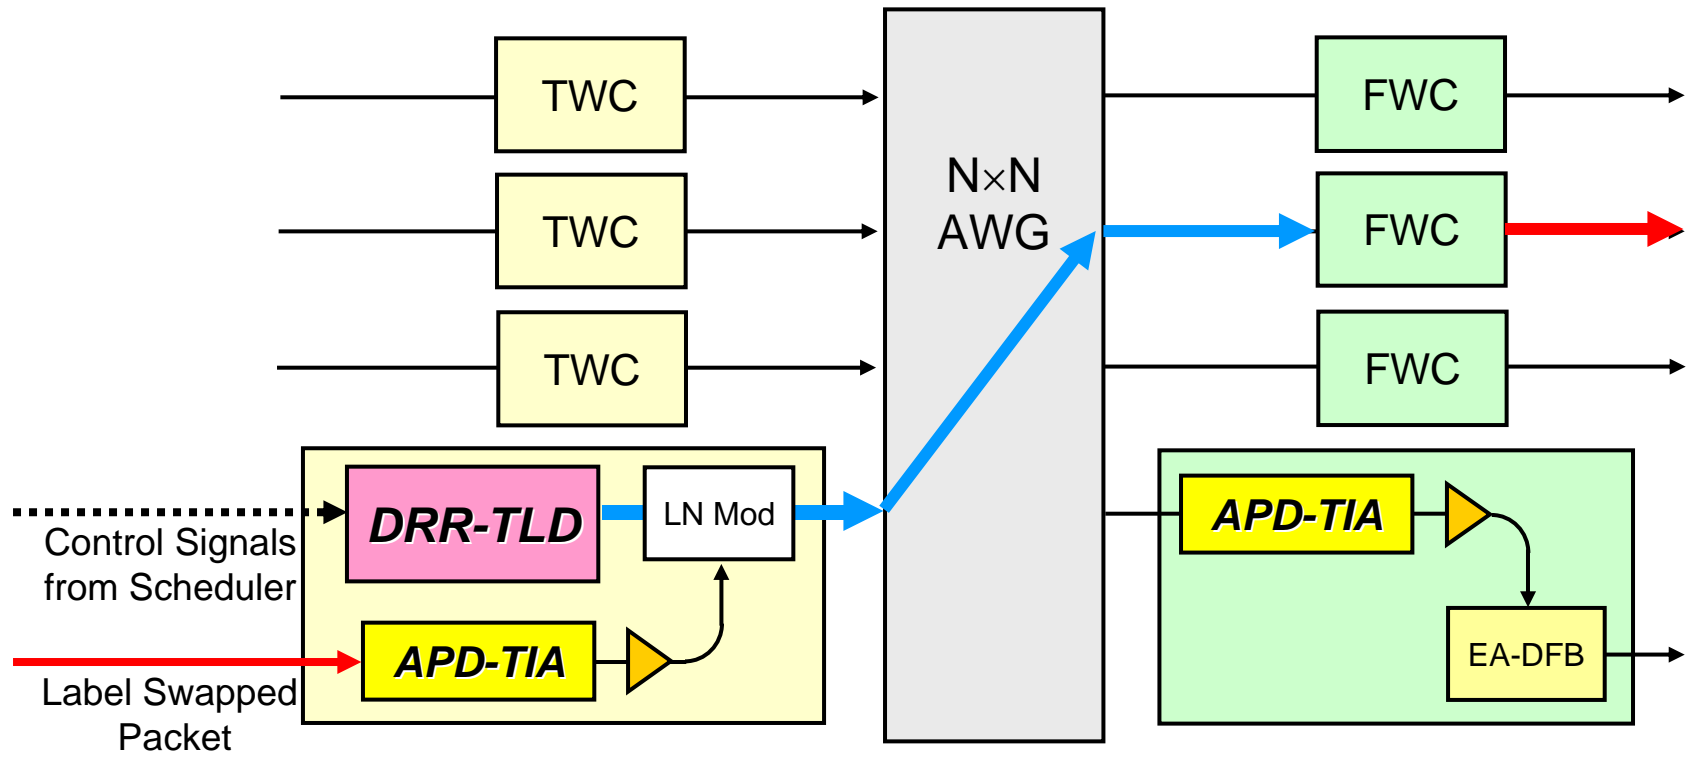 TWC
FWC
N×N
AWG
TWC
FWC
TWC
FWC
DRR-TLD
LN Mod
APD-TIA
Control Signals
from Scheduler
APD-TIA
EA-DFB
Label Swapped
Packet